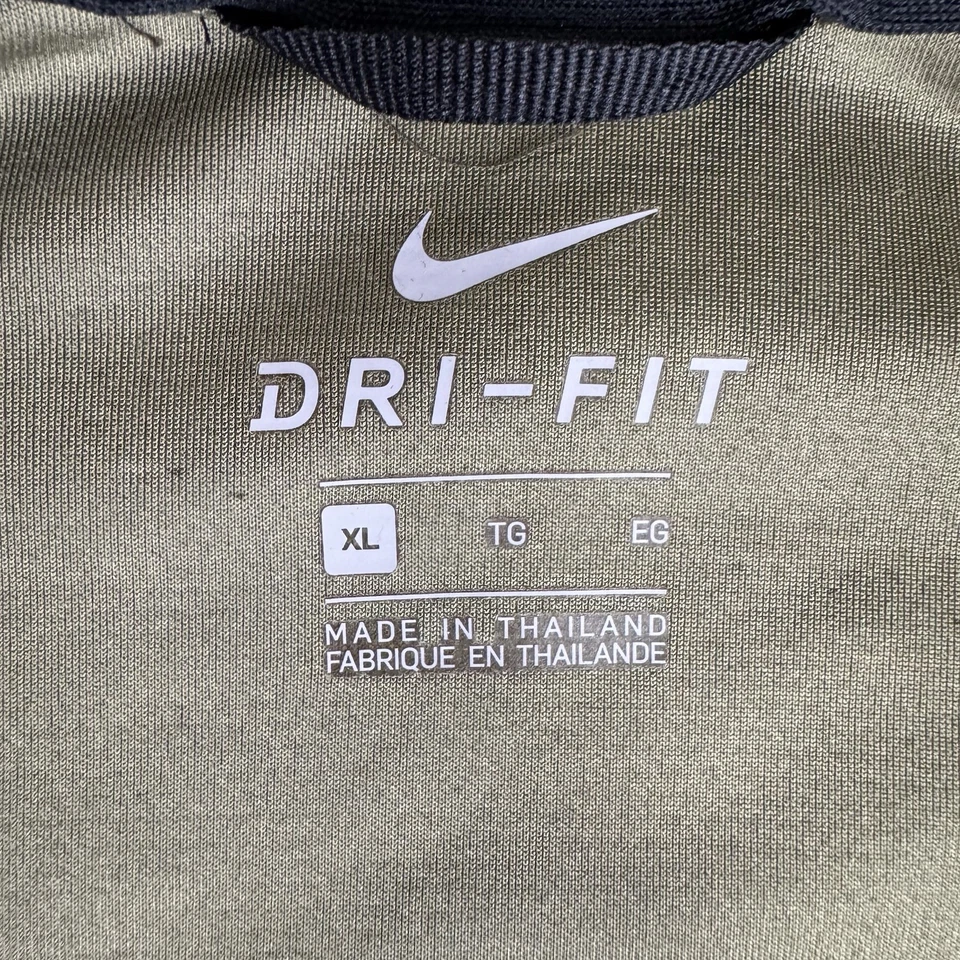 DRI-FIT
XL TG EG
MADE IN THAILAND
FABRIQUE EN THAILANDE